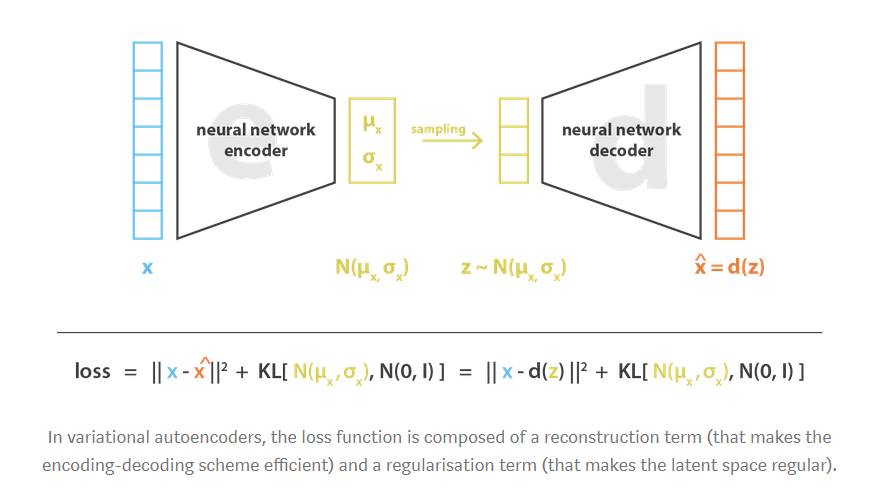 e
d
neural network
encoder
μx
σx
sampling
neural network
decoder
x
N(μx, σx)
z ~ N(μx, σx)
x̂ = d(z)
loss = || x - x̂ ||² + KL[ N(μx, σx), N(0, I) ] = || x - d(z) ||² + KL[ N(μx, σx), N(0, I) ]
In variational autoencoders, the loss function is composed of a reconstruction term (that makes the
encoding-decoding scheme efficient) and a regularisation term (that makes the latent space regular).